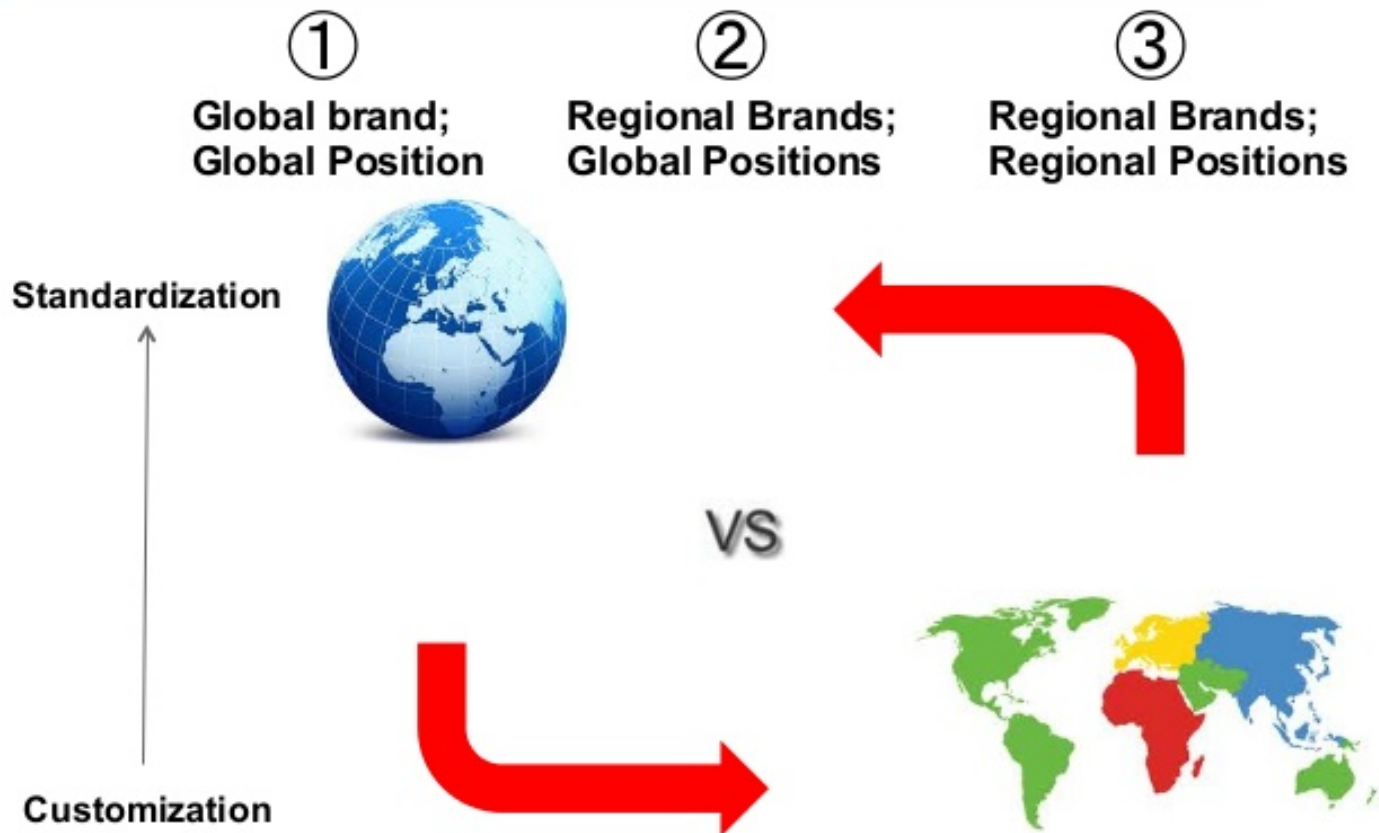 ①
Global brand;
Global Position
②
Regional Brands;
Global Positions
③
Regional Brands;
Regional Positions
Standardization
VS
Customization